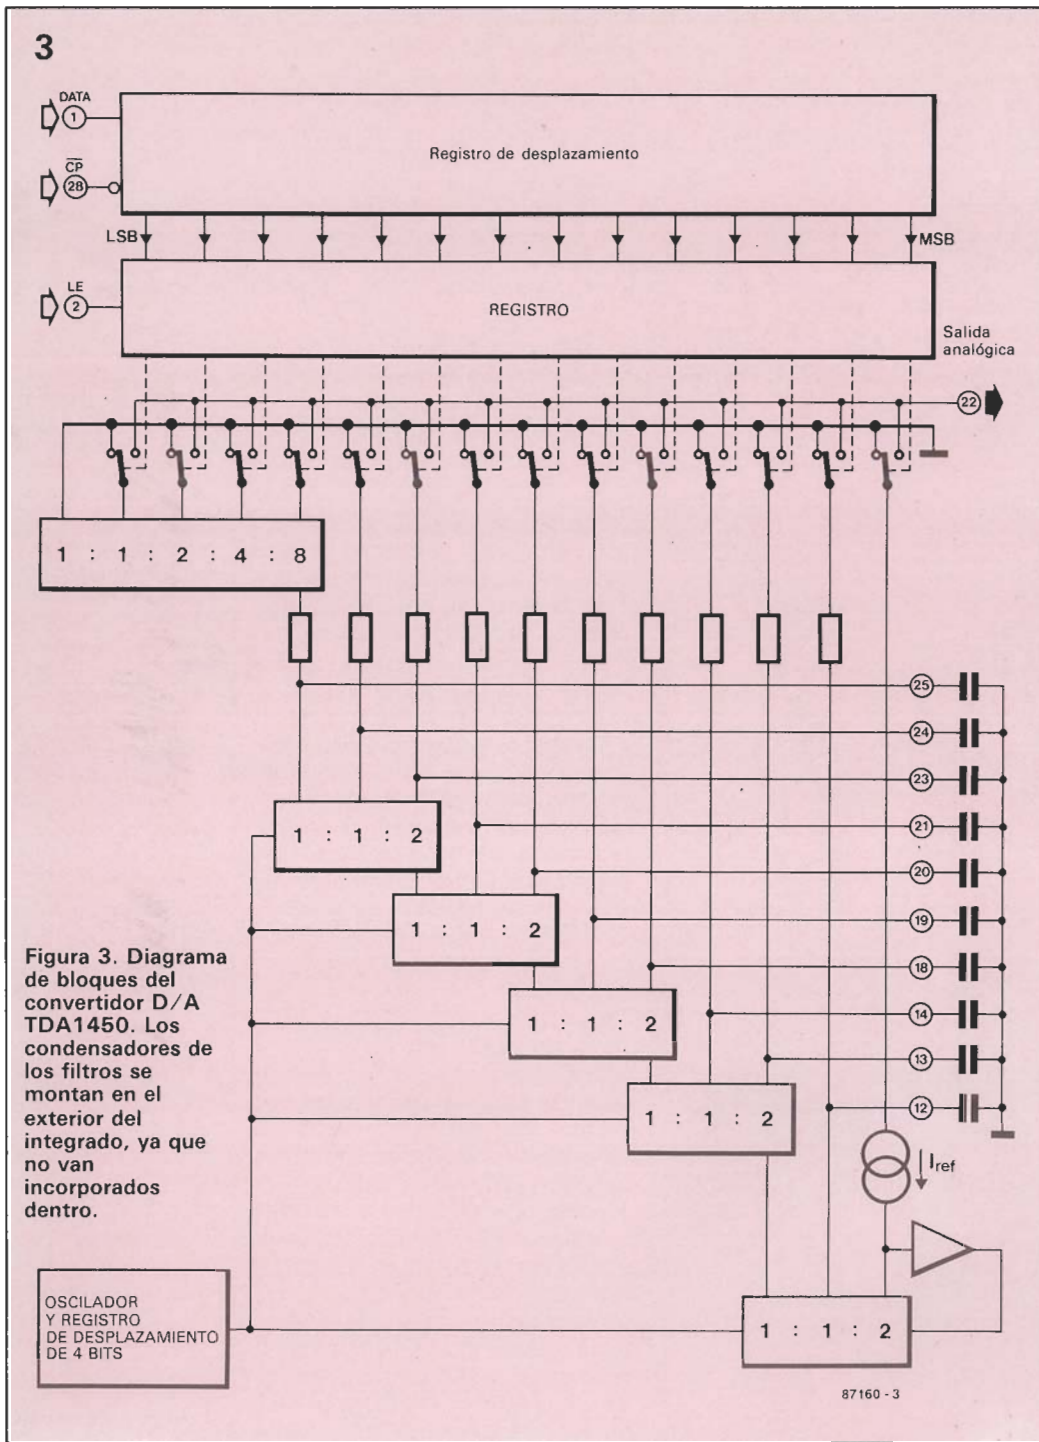 3
DATA
1
Registro de desplazamiento
CP
28
LSB
MSB
LE
2
REGISTRO
Salida
analógica
22
1 : 1 : 2 : 4 : 8
25
24
23
1 : 1 : 2
21
20
1 : 1 : 2
19
18
1 : 1 : 2
14
13
1 : 1 : 2
12
Iref
Figura 3. Diagrama
de bloques del
convertidor D/A
TDA1450. Los
condensadores de
los filtros se
montan en el
exterior del
integrado, ya que
no van
incorporados
dentro.
OSCILADOR
Y REGISTRO
DE DESPLAZAMIENTO
DE 4 BITS
1 : 1 : 2
87160 - 3